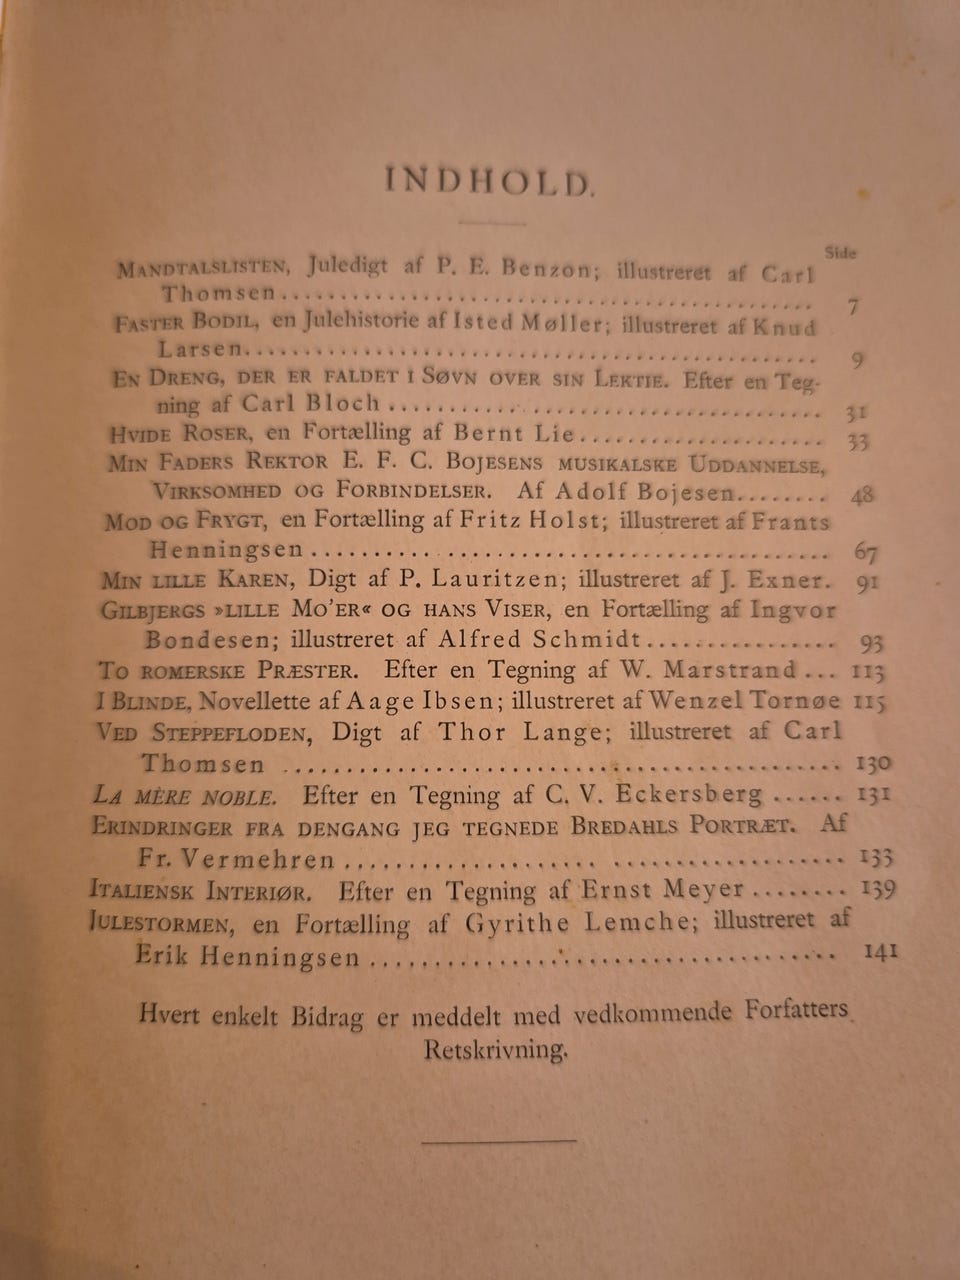 INDHOLD.
Side
MANDTALSLISTEN, Juledigt af P. E. Benzon; illustreret af Carl
Thomsen.......................................... 7
FASTER BODIL, en Julehistorie af Isted Møller; illustreret af Knud
Larsen.......................................... 9
EN DRENG, DER ER FALDET I SØVN OVER SIN LEKTIE. Efter en Teg-
ning af Carl Bloch.............................. 31
HVIDE ROSER, en Fortælling af Bernt Lie.................... 33
MIN FADERS REKTOR E. F. C. BOJESENS MUSIKALSKE UDDANNELSE,
VIRKSOMHED OG FORBINDELSER. Af Adolf Bojesen........ 48
MOD OG FRYGT, en Fortælling af Fritz Holst; illustreret af Frants
Henningsen.................................... 67
MIN LILLE KAREN, Digt af P. Lauritzen; illustreret af J. Exner. 91
GILBJERGS »LILLE MO'ER« OG HANS VISER, en Fortælling af Ingvor
Bondesen; illustreret af Alfred Schmidt................ 93
TO ROMERSKE PRÆSTER. Efter en Tegning af W. Marstrand... 113
I BLINDE, Novellette af Aage Ibsen; illustreret af Wenzel Tornøe 115
VED STEPPEFLODEN, Digt af Thor Lange; illustreret af Carl
Thomsen.......................................... 130
LA MÈRE NOBLE. Efter en Tegning af C. V. Eckersberg...... 131
ERINDRINGER FRA DENGANG JEG TEGNEDE BREDAHLS PORTRÆT. Af
Fr. Vermehren.................................... 133
ITALIENSK INTERIØR. Efter en Tegning af Ernst Meyer........ 139
JULESTORMEN, en Fortælling af Gyrithe Lemche; illustreret af
Erik Henningsen.................................. 141
Hvert enkelt Bidrag er meddelt med vedkommende Forfatters
Retskrivning.